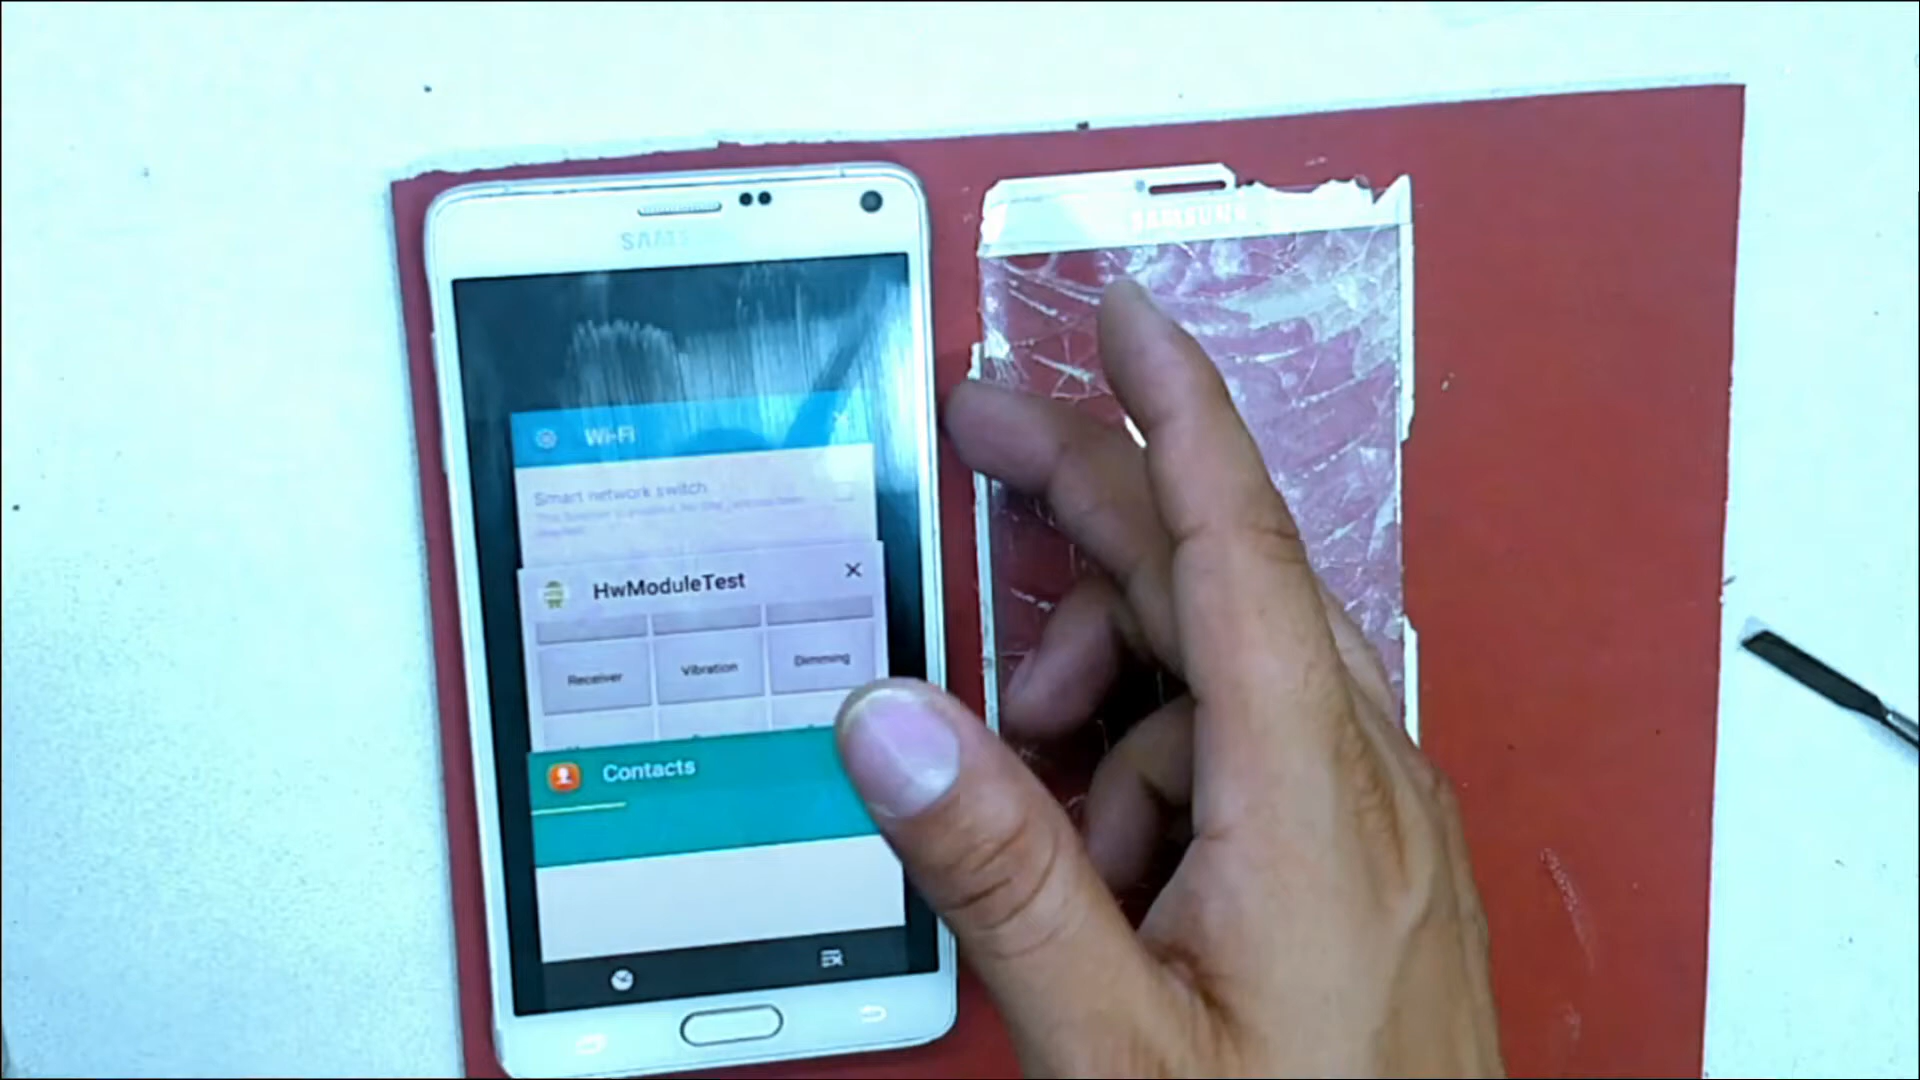 SAMSUNG
SAMSUNG
Wi-Fi
Smart network switch
HwModuleTest
Receiver
Vibration
Dimming
Contacts